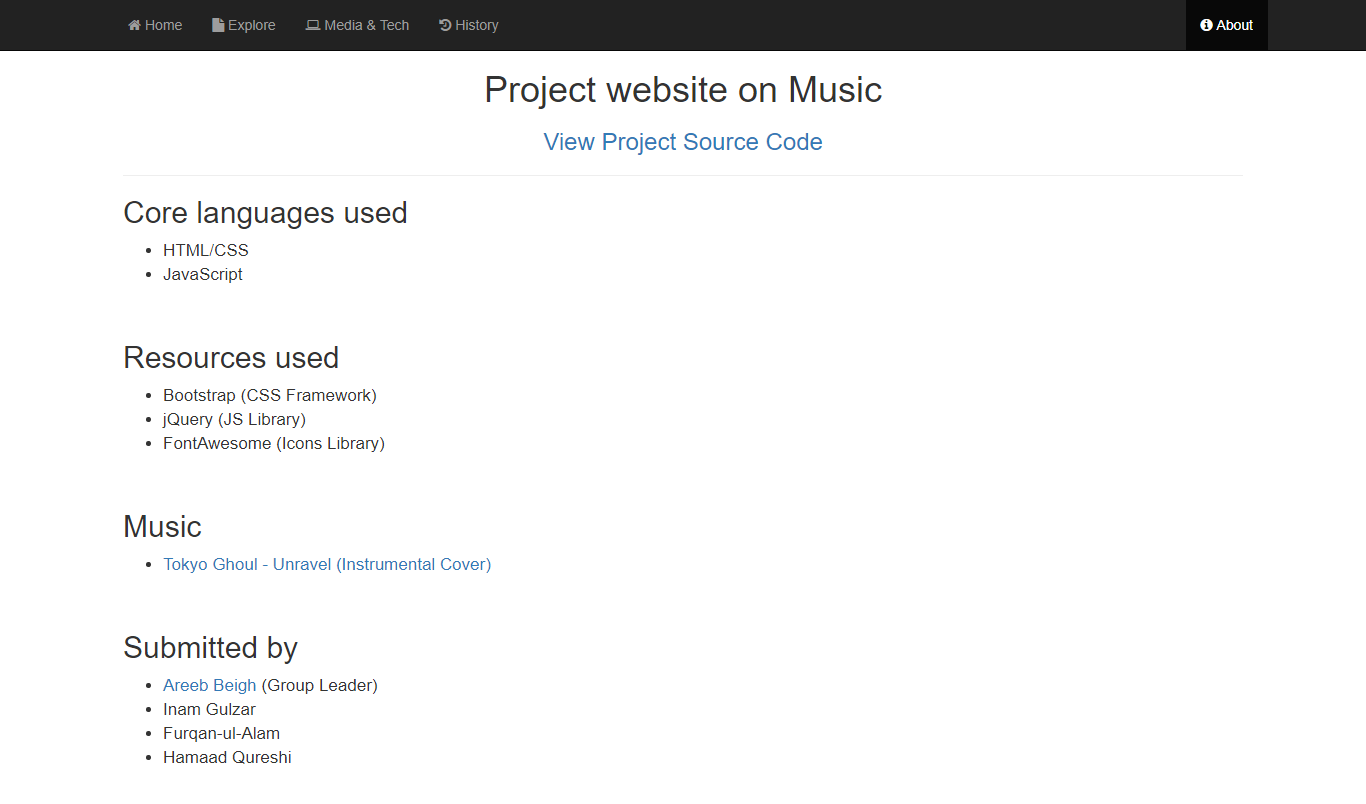 Home Explore Media & Tech History About
Project website on Music
View Project Source Code
Core languages used
HTML/CSS
JavaScript
Resources used
Bootstrap (CSS Framework)
jQuery (JS Library)
FontAwesome (Icons Library)
Music
Tokyo Ghoul - Unravel (Instrumental Cover)
Submitted by
Areeb Beigh (Group Leader)
Inam Gulzar
Furqan-ul-Alam
Hamaad Qureshi